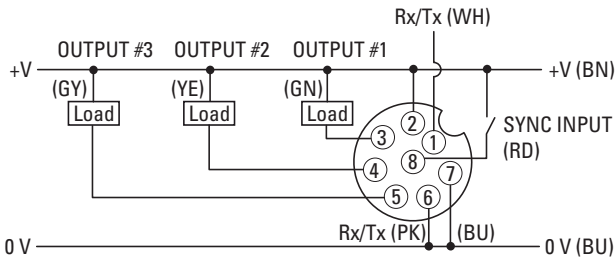 Rx/Tx (WH)
OUTPUT #3 OUTPUT #2 OUTPUT #1
+V +V (BN)
(GY) (YE) (GN)
Load Load Load
2
SYNC INPUT
(RD)
3 1
8
4 7
5 6
Rx/Tx (PK) (BU)
0 V 0 V (BU)